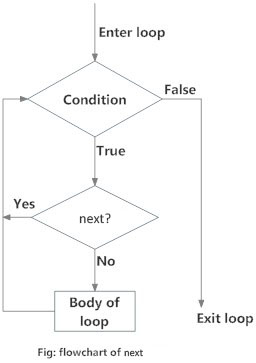 Enter loop
Condition
False
True
Yes
next?
No
Body of
loop
Exit loop
Fig: flowchart of next